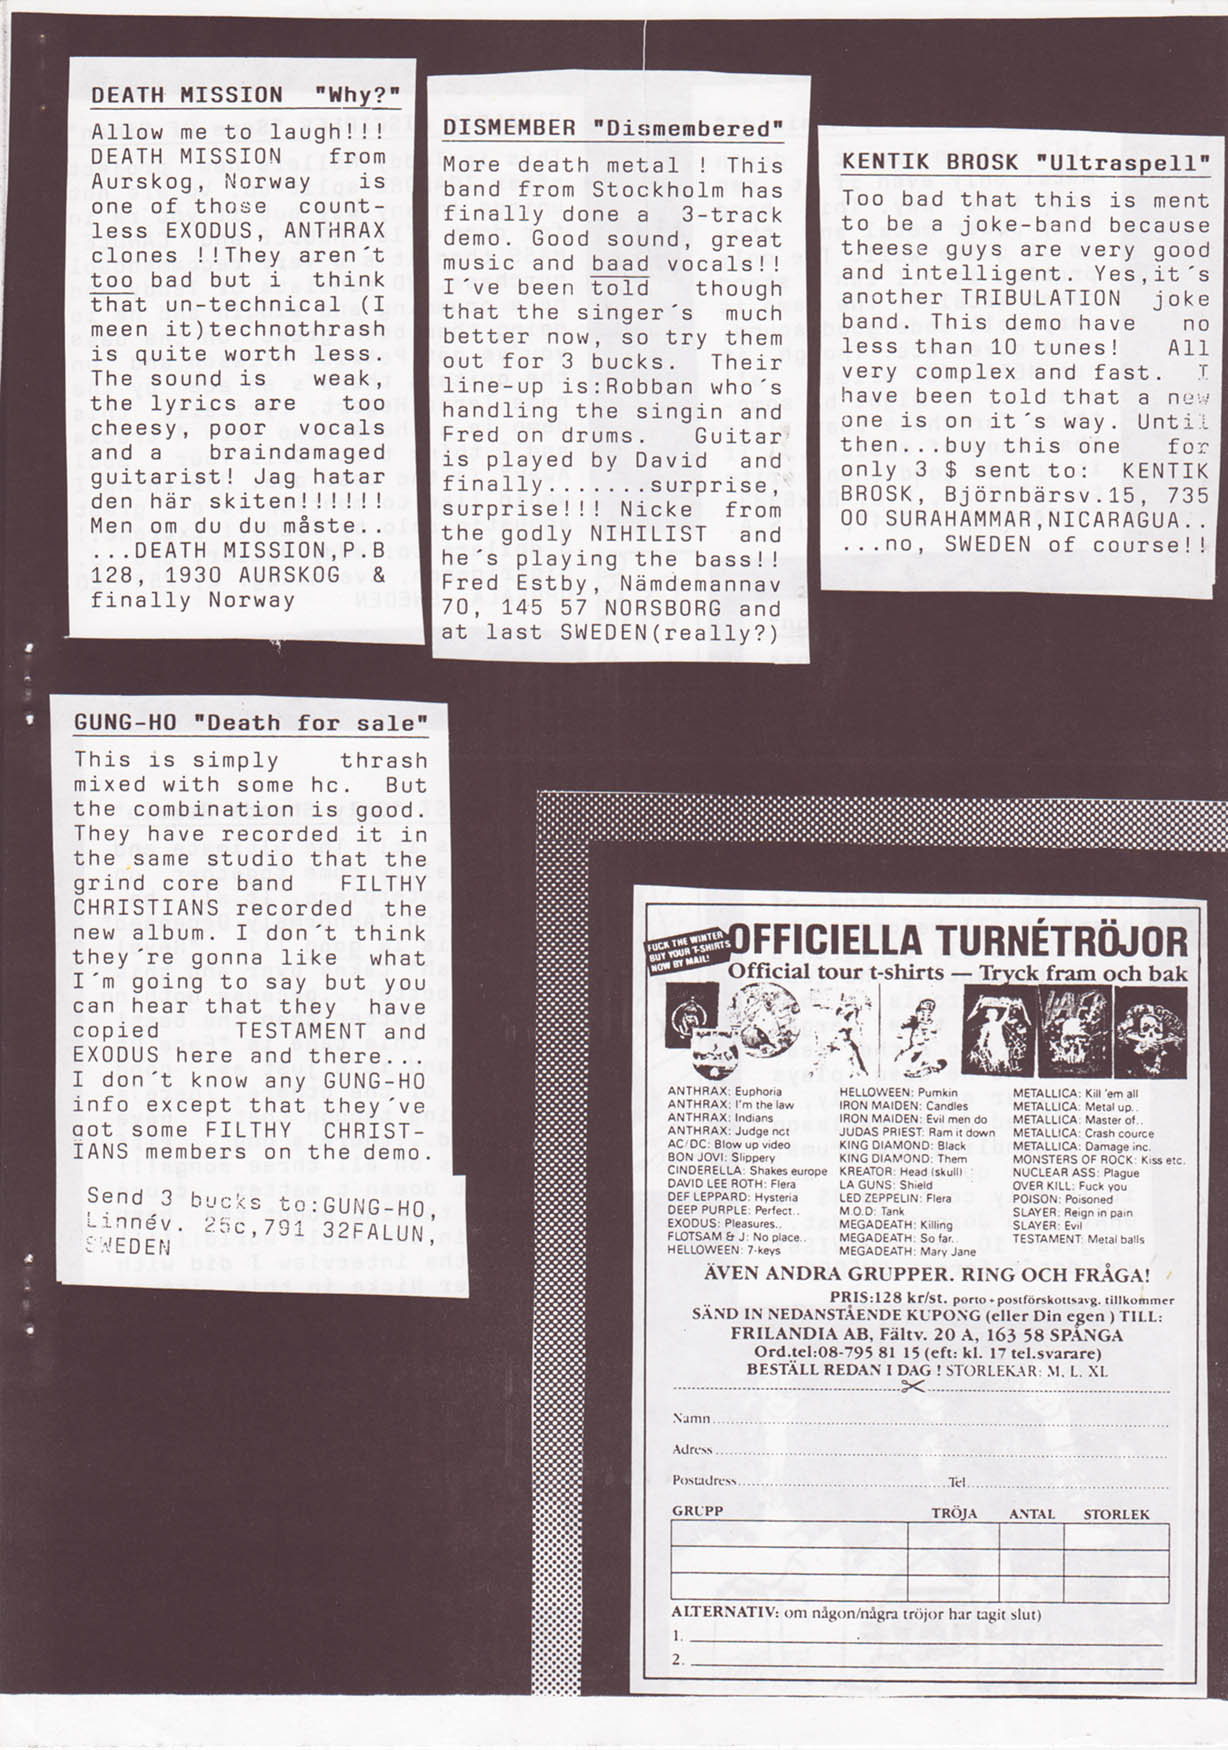 DEATH MISSION "Why?"
Allow me to laugh!!!
DEATH MISSION from
Aurskog, Norway is
one of those count-
less EXODUS, ANTHRAX
clones !!They aren´t
too bad but i think
that un-technical (I
meen it)technothrash
is quite worth less.
The sound is weak,
the lyrics are too
cheesy, poor vocals
and a braindamaged
guitarist! Jag hatar
den här skiten!!!!!!
Men om du du måste..
...DEATH MISSION,P.B
128, 1930 AURSKOG &
finally Norway
DISMEMBER "Dismembered"
More death metal ! This
band from Stockholm has
finally done a 3-track
demo. Good sound, great
music and baad vocals!!
I´ve been told though
that the singer´s much
better now, so try them
out for 3 bucks. Their
line-up is:Robban who´s
handling the singin and
Fred on drums. Guitar
is played by David and
finally........surprise,
surprise!!! Nicke from
the godly NIHILIST and
he´s playing the bass!!
Fred Estby, Nämdemannav
70, 145 57 NORSBORG and
at last SWEDEN(really?)
KENTIK BROSK "Ultraspell"
Too bad that this is ment
to be a joke-band because
theese guys are very good
and intelligent. Yes,it´s
another TRIBULATION joke
band. This demo have no
less than 10 tunes! All
very complex and fast. I
have been told that a new
one is on it´s way. Until
then...buy this one for
only 3 $ sent to: KENTIK
BROSK, Björnbärsv.15, 735
00 SURAHAMMAR,NICARAGUA..
...no, SWEDEN of course!!
GUNG-HO "Death for sale"
This is simply thrash
mixed with some hc. But
the combination is good.
They have recorded it in
the same studio that the
grind core band FILTHY
CHRISTIANS recorded the
new album. I don´t think
they´re gonna like what
I´m going to say but you
can hear that they have
copied TESTAMENT and
EXODUS here and there...
I don´t know any GUNG-HO
info except that they´ve
got some FILTHY CHRIST-
IANS members on the demo.
Send 3 bucks to:GUNG-HO,
Linnév. 25c,791 32FALUN,
SWEDEN
FUCK THE WINTER
BUY YOUR T-SHIRTS
NOW BY MAIL!
OFFICIELLA TURNÉTRÖJOR
Official tour t-shirts — Tryck fram och bak
ANTHRAX: Euphoria
ANTHRAX: I'm the law
ANTHRAX: Indians
ANTHRAX: Judge nct
AC/DC: Blow up video
BON JOVI: Slippery
CINDERELLA: Shakes europe
DAVID LEE ROTH: Flera
DEF LEPPARD: Hysteria
DEEP PURPLE: Perfect..
EXODUS: Pleasures..
FLOTSAM & J: No place..
HELLOWEEN: 7-keys
HELLOWEEN: Pumkin
IRON MAIDEN: Candles
IRON MAIDEN: Evil men do
JUDAS PRIEST: Ram it down
KING DIAMOND: Black
KING DIAMOND: Them
KREATOR: Head (skull)
LA GUNS: Shield
LED ZEPPELIN: Flera
M.O.D: Tank
MEGADEATH: Killing
MEGADEATH: So far..
MEGADEATH: Mary Jane
METALLICA: Kill 'em all
METALLICA: Metal up..
METALLICA: Master of..
METALLICA: Crash cource
METALLICA: Damage inc.
MONSTERS OF ROCK: Kiss etc.
NUCLEAR ASS: Plague
OVER KILL: Fuck you
POISON: Poisoned
SLAYER: Reign in pain
SLAYER: Evil
TESTAMENT: Metal balls
ÄVEN ANDRA GRUPPER. RING OCH FRÅGA!
PRIS:128 kr/st. porto + postförskottsavg. tillkommer
SÄND IN NEDANSTÅENDE KUPONG (eller Din egen ) TILL:
FRILANDIA AB, Fältv. 20 A, 163 58 SPÅNGA
Ord.tel:08-795 81 15 (eft: kl. 17 tel.svarare)
BESTÄLL REDAN I DAG ! STORLEKAR: M. L. XL
Namn
Adress
Postadress Tel
GRUPP TRÖJA ANTAL STORLEK
ALTERNATIV: om någon/några tröjor har tagit slut)
1.
2.